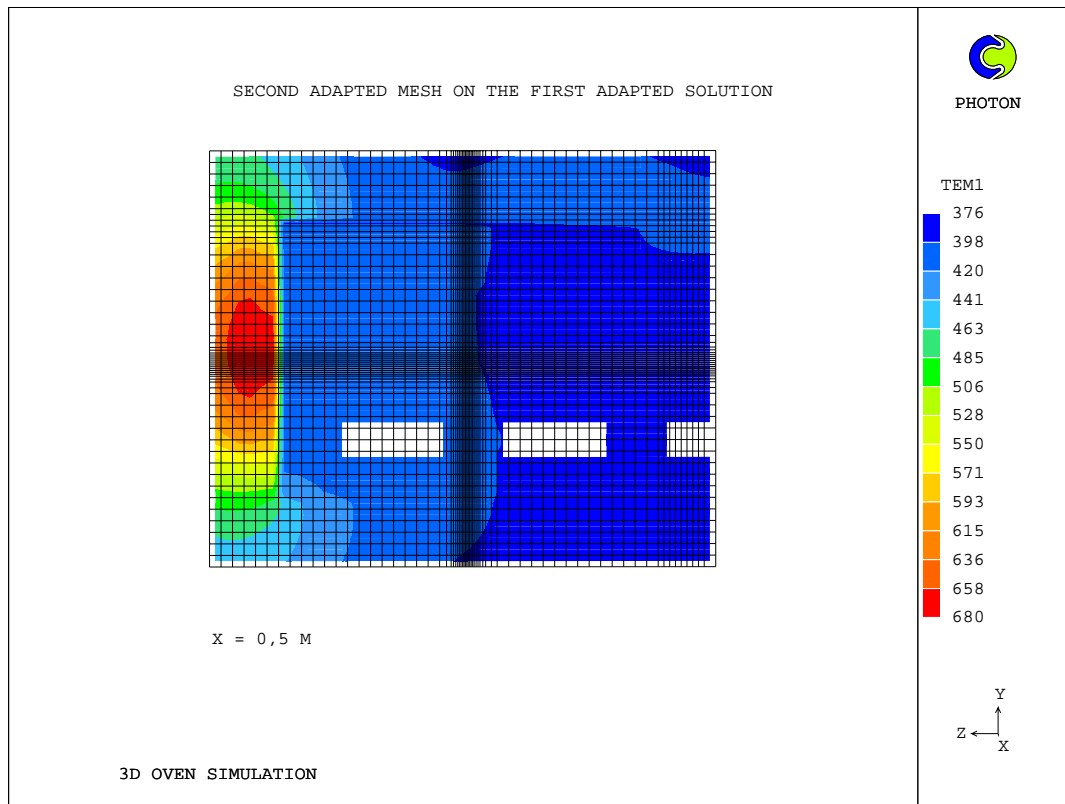 SECOND ADAPTED MESH ON THE FIRST ADAPTED SOLUTION
PHOTON
TEM1
376
398
420
441
463
485
506
528
550
571
593
615
636
658
680
X = 0,5 M
Y
Z
X
3D OVEN SIMULATION